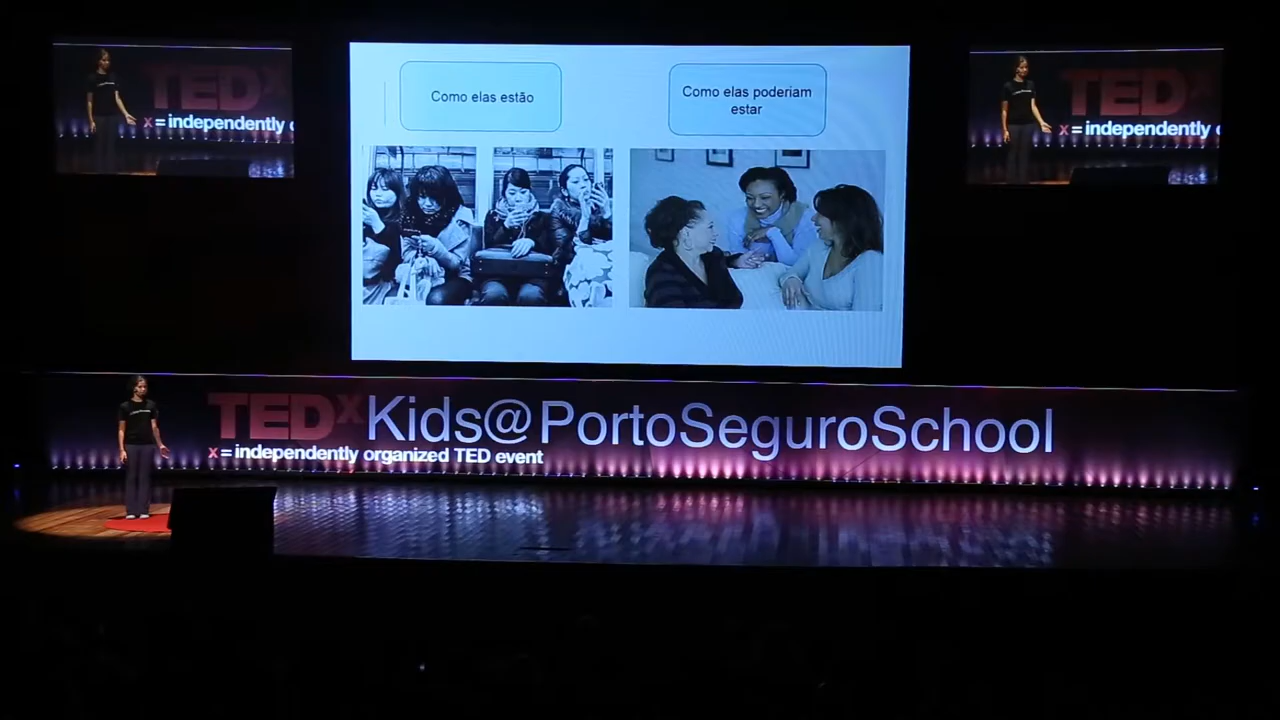 TEDx
x=independently o
Como elas estão
Como elas poderiam
estar
TEDx
x=independently o
TEDxKids@PortoSeguroSchool
x=independently organized TED event